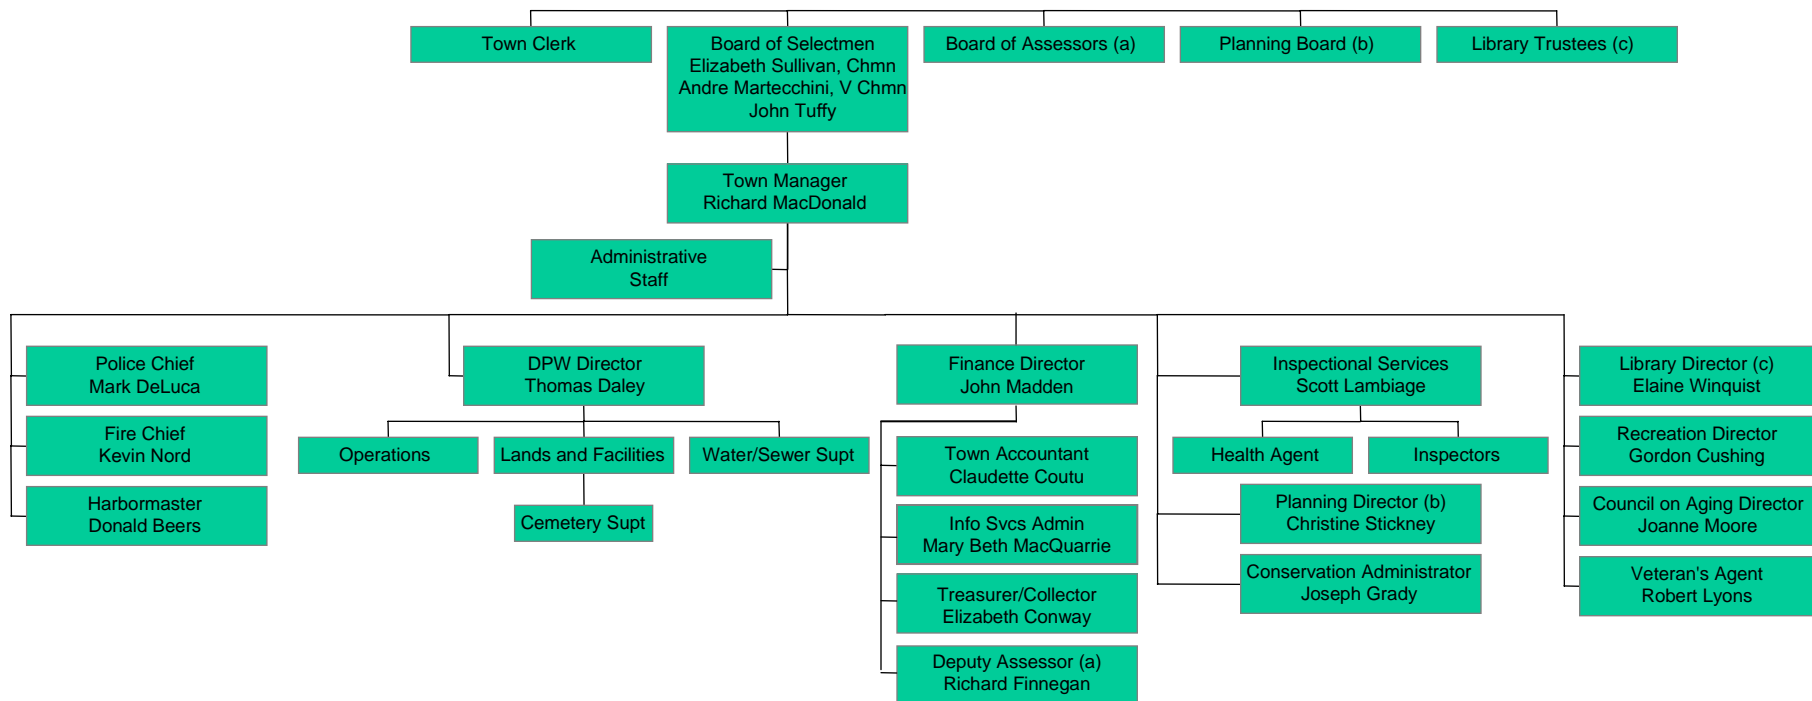 Town Clerk
Board of Selectmen
Elizabeth Sullivan, Chmn
Andre Martecchini, V Chmn
John Tuffy
Board of Assessors (a)
Planning Board (b)
Library Trustees (c)
Town Manager
Richard MacDonald
Administrative
Staff
Police Chief
Mark DeLuca
Fire Chief
Kevin Nord
Harbormaster
Donald Beers
DPW Director
Thomas Daley
Operations
Lands and Facilities
Water/Sewer Supt
Cemetery Supt
Finance Director
John Madden
Town Accountant
Claudette Coutu
Info Svcs Admin
Mary Beth MacQuarrie
Treasurer/Collector
Elizabeth Conway
Deputy Assessor (a)
Richard Finnegan
Inspectional Services
Scott Lambiage
Health Agent
Inspectors
Planning Director (b)
Christine Stickney
Conservation Administrator
Joseph Grady
Library Director (c)
Elaine Winquist
Recreation Director
Gordon Cushing
Council on Aging Director
Joanne Moore
Veteran's Agent
Robert Lyons